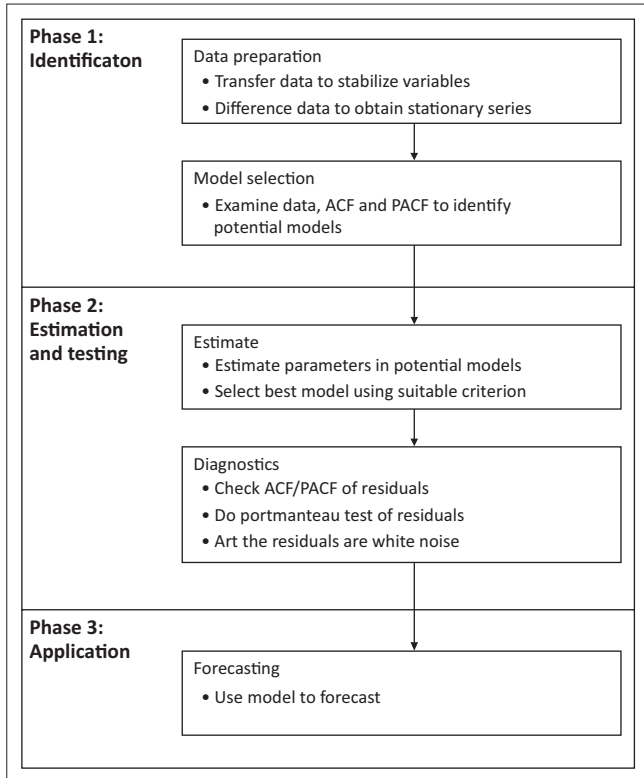 Phase 1:
Identificaton
Data preparation
• Transfer data to stabilize variables
• Difference data to obtain stationary series
Model selection
• Examine data, ACF and PACF to identify
potential models
Phase 2:
Estimation
and testing
Estimate
• Estimate parameters in potential models
• Select best model using suitable criterion
Diagnostics
• Check ACF/PACF of residuals
• Do portmanteau test of residuals
• Art the residuals are white noise
Phase 3:
Application
Forecasting
• Use model to forecast